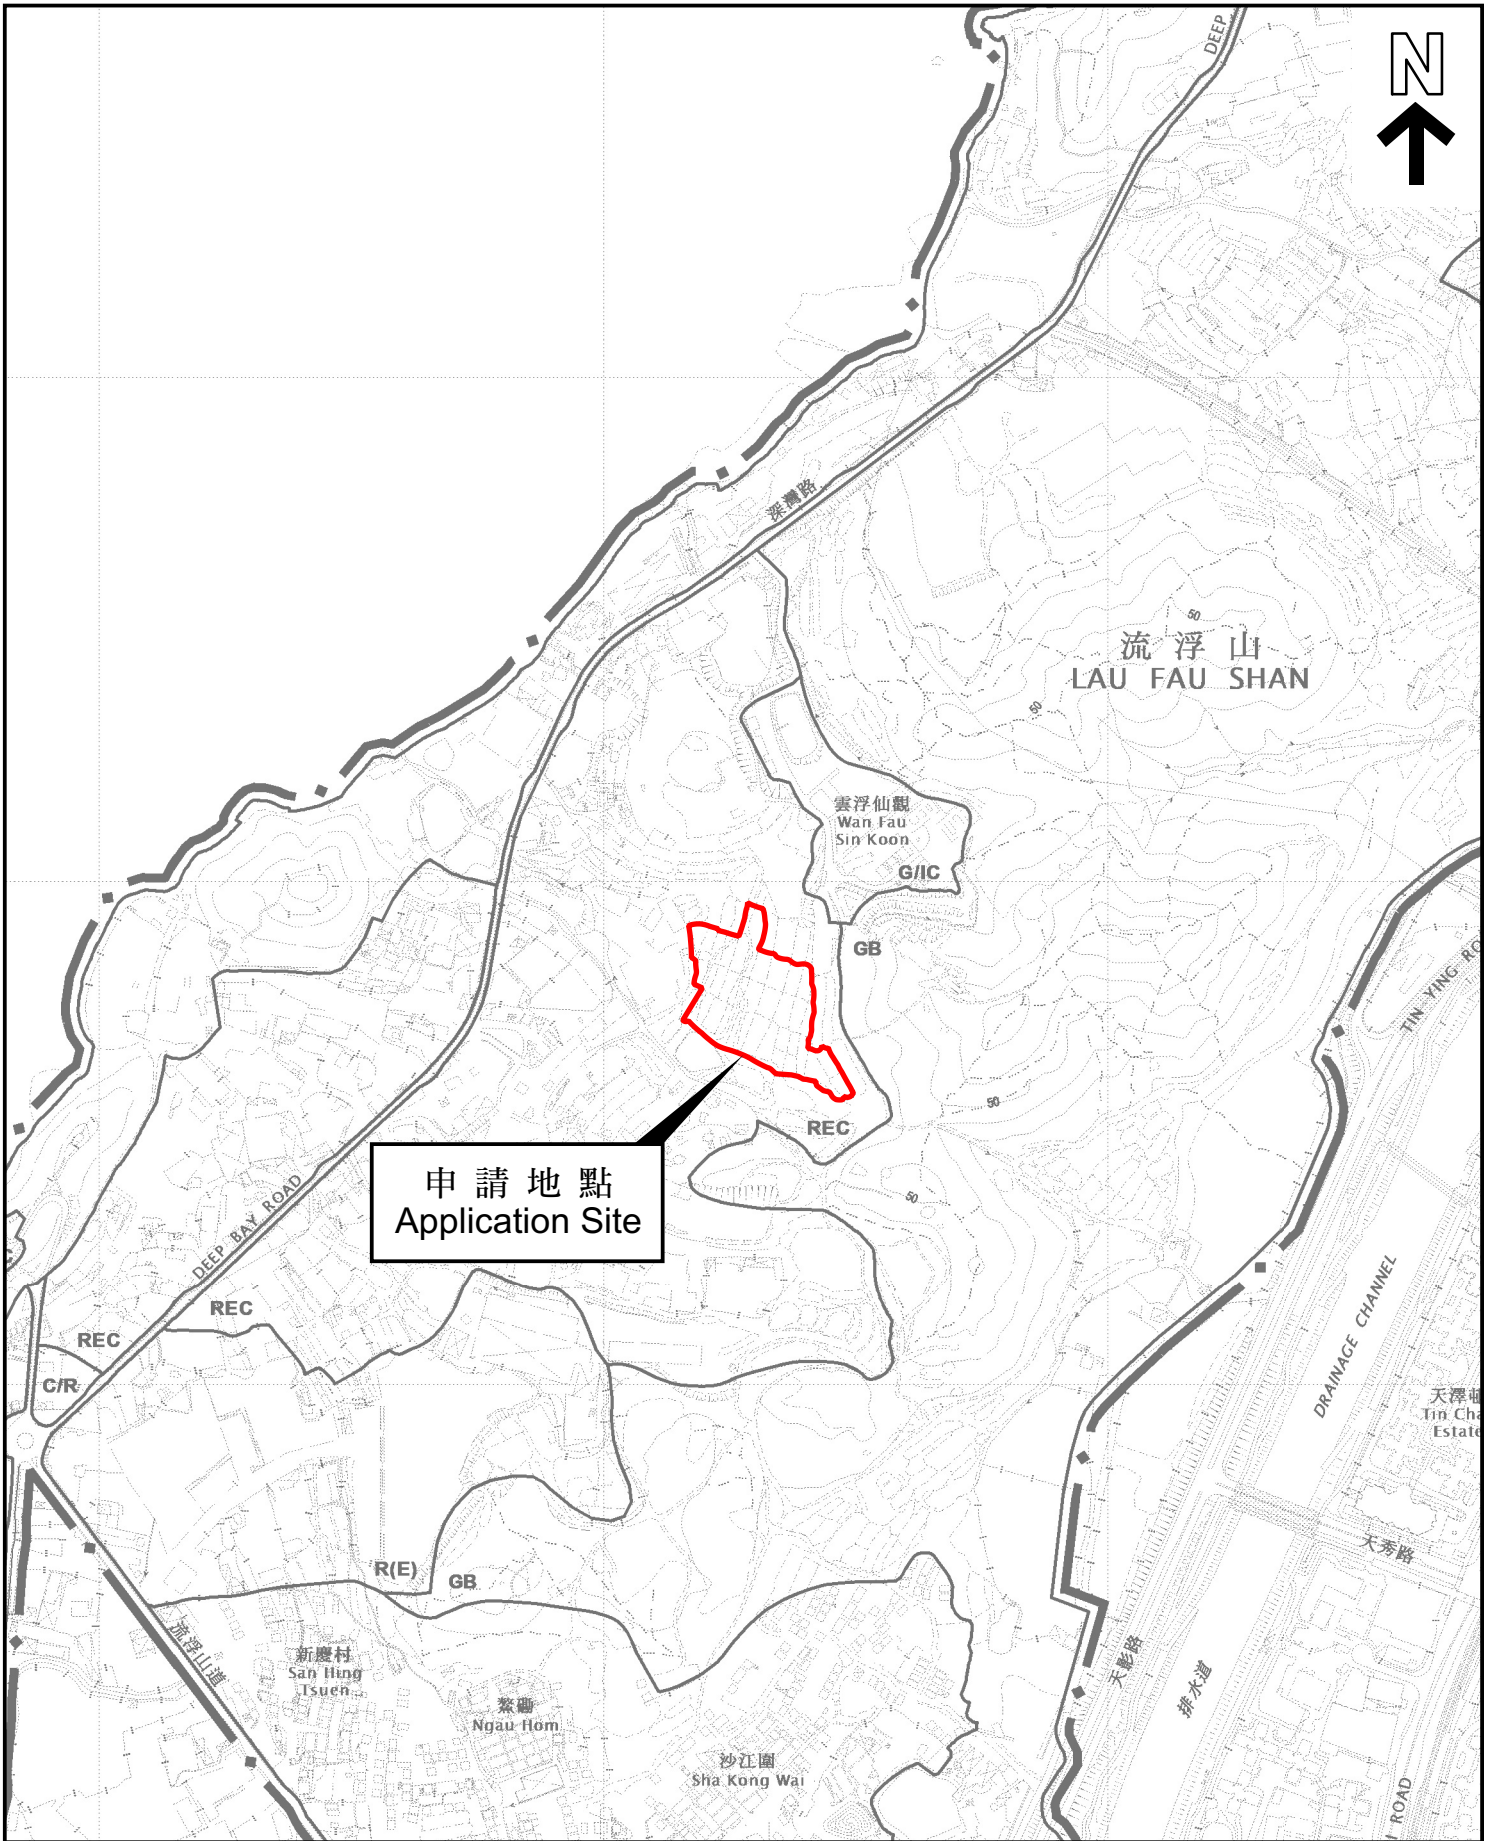 DEEP
N
深灣路
50
流浮山
LAU FAU SHAN
50
雲浮仙觀
Wan Fau
Sin Koon
G/IC
GB
TIN YING RO
50
REC
申請地點
Application Site
50
DEEP BAY ROAD
REC
REC
C/R
DRAINAGE CHANNEL
天澤邨
Tin Cha
Estate
天秀路
R(E)
GB
流浮山道
新慶村
San Hing
Tsuen
天影路
排水道
鰲磡
Ngau Hom
沙江圍
Sha Kong Wai
ROAD